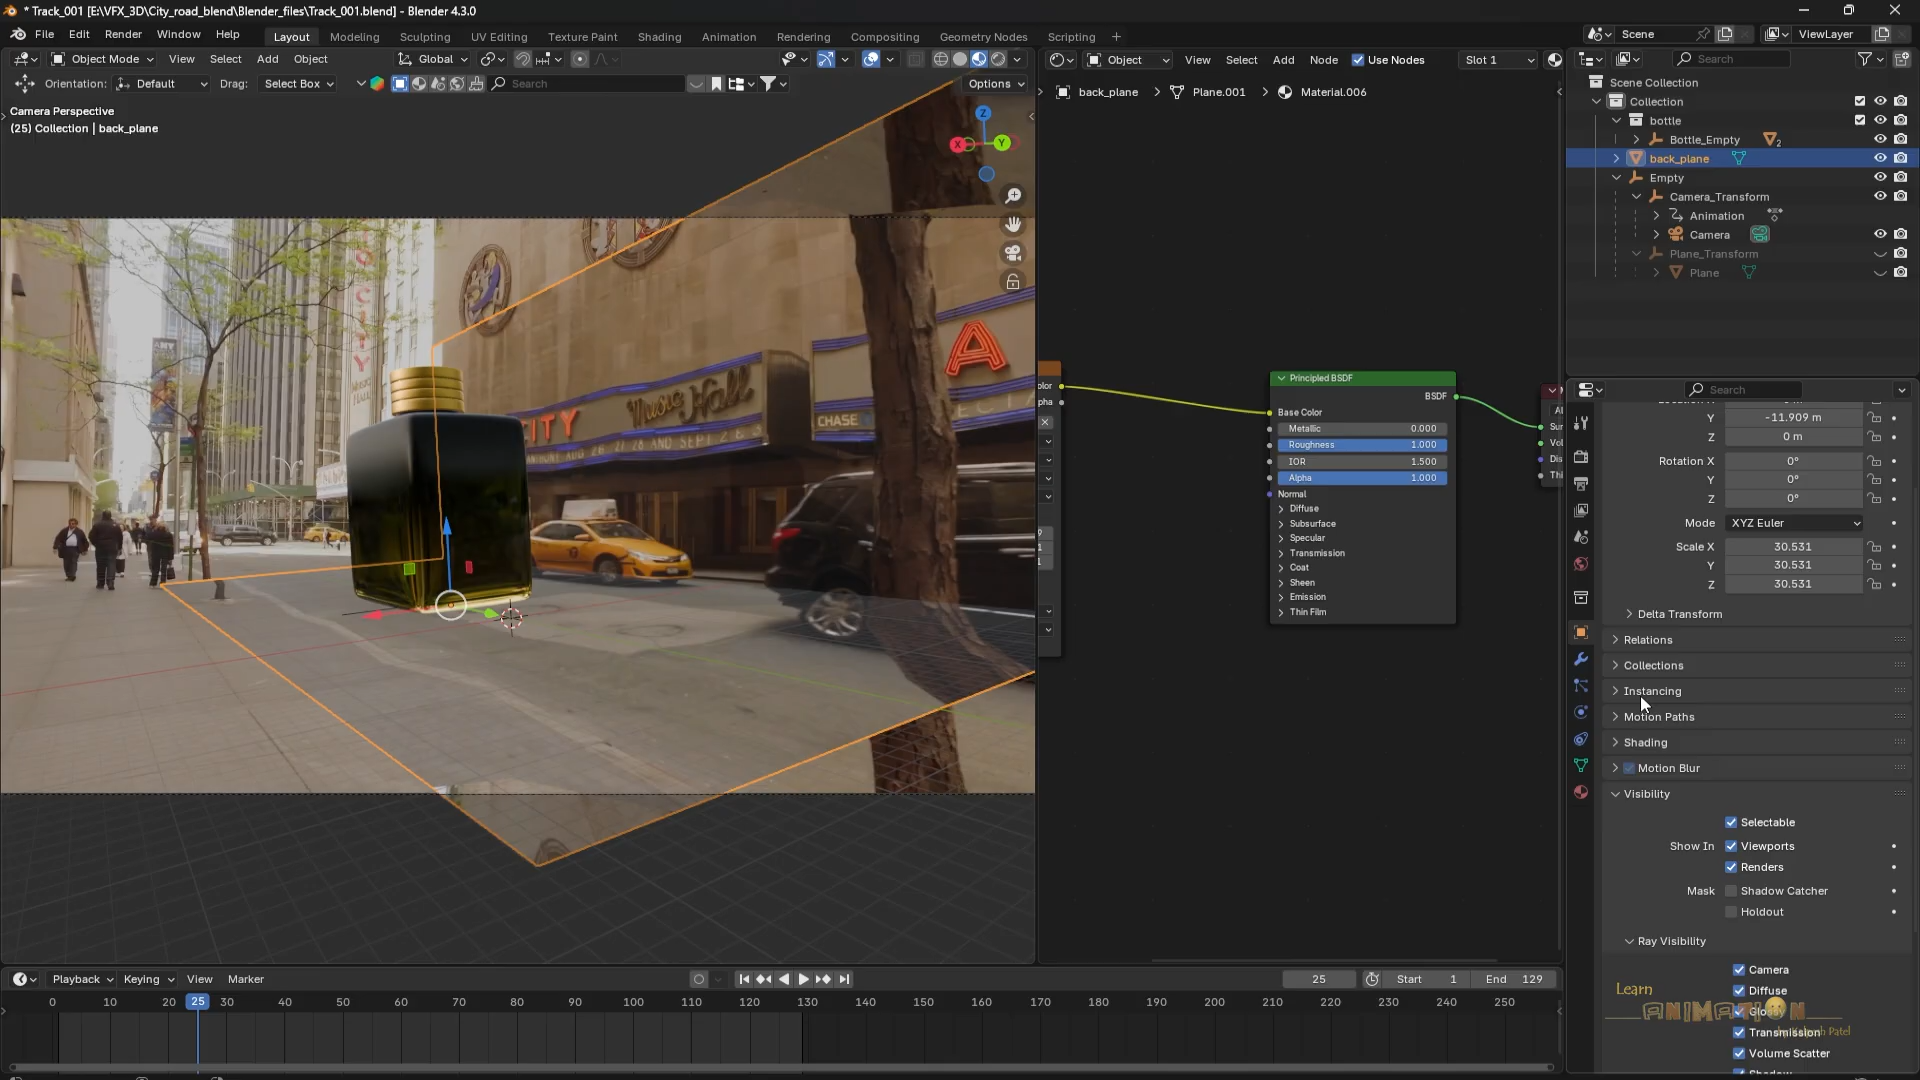 * Track_001 [E:\VFX_3D\City_road_blend\Blender_files\Track_001.blend] - Blender 4.3.0
File Edit Render Window Help
Layout Modeling Sculpting UV Editing Texture Paint Shading Animation Rendering Compositing Geometry Nodes Scripting +
Scene
ViewLayer
Object Mode View Select Add Object
Global
Object View Select Add Node Use Nodes Slot 1
Search
Orientation: Default Drag: Select Box
Search
Options
Camera Perspective
(25) Collection | back_plane
Z
X
Y
back_plane > Plane.001 > Material.006
Scene Collection
Collection
bottle
Bottle_Empty
2
back_plane
Empty
Camera_Transform
Animation
Camera
Plane_Transform
Plane
CITY
CITY
Music Hall
CHASE
A
Principled BSDF
BSDF
Base Color
Metallic 0.000
Roughness 1.000
IOR 1.500
Alpha 1.000
Normal
Diffuse
Subsurface
Specular
Transmission
Coat
Sheen
Emission
Thin Film
Search
Y -11.909 m
Z 0 m
Rotation X 0°
Y 0°
Z 0°
Mode XYZ Euler
Scale X 30.531
Y 30.531
Z 30.531
Delta Transform
Relations
Collections
Instancing
Motion Paths
Shading
Motion Blur
Visibility
Selectable
Show In Viewports
Renders
Mask Shadow Catcher
Holdout
Ray Visibility
Camera
Diffuse
Transmission
Volume Scatter
Learn
ANIMATION
Playback Keying View Marker
25 Start 1 End 129
0 10 20 25 30 40 50 60 70 80 90 100 110 120 130 140 150 160 170 180 190 200 210 220 230 240 250